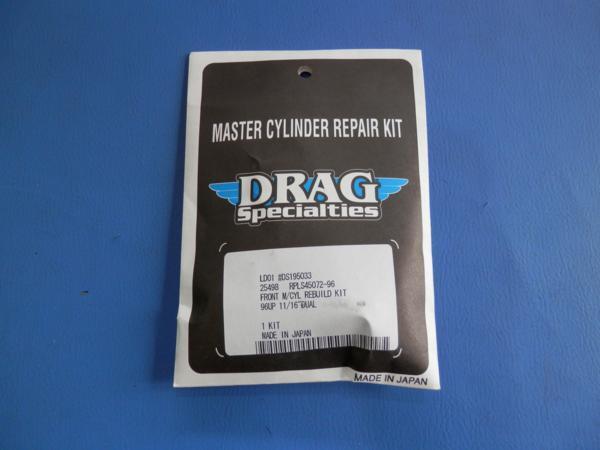 MASTER CYLINDER REPAIR KIT
DRAG
Specialties
LD01 #DS195033
25498 RPLS45072-96
FRONT M/CYL REBUILD KIT
96UP 11/16"DUAL
1 KIT
MADE IN JAPAN
MADE IN JAPAN